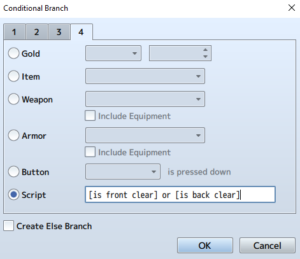 Conditional Branch
1 2 3 4
Gold
Item
Weapon
Include Equipment
Armor
Include Equipment
Button is pressed down
Script [is front clear] or [is back clear]
Create Else Branch
OK Cancel